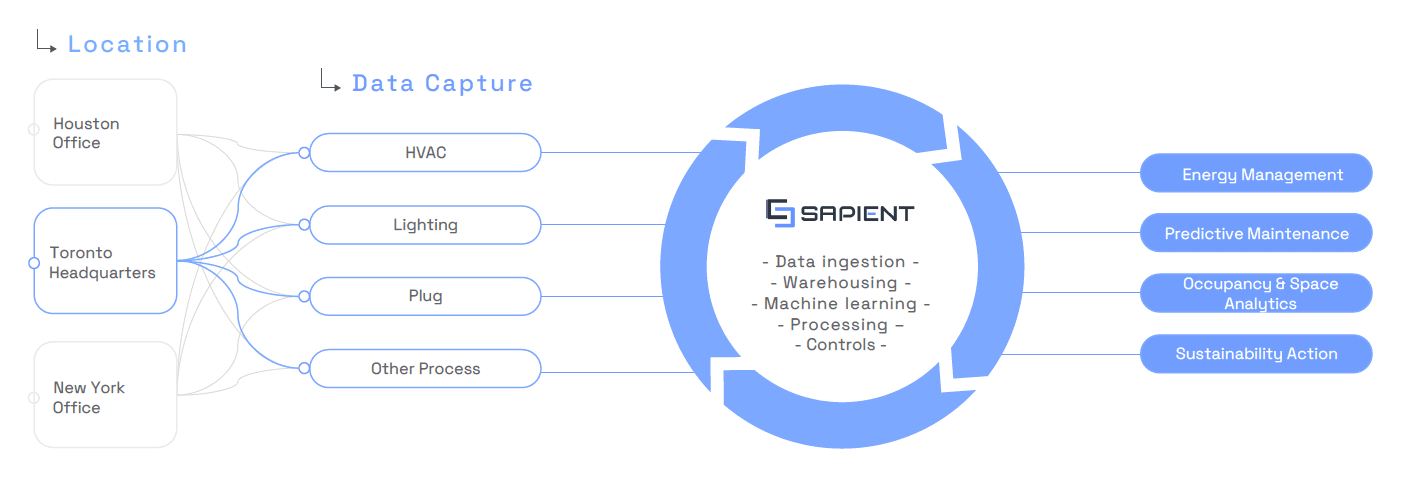 Location
Data Capture
Houston
Office
Toronto
Headquarters
New York
Office
HVAC
Lighting
Plug
Other Process
SAPIENT
- Data ingestion -
- Warehousing -
- Machine learning -
- Processing –
- Controls -
Energy Management
Predictive Maintenance
Occupancy & Space
Analytics
Sustainability Action